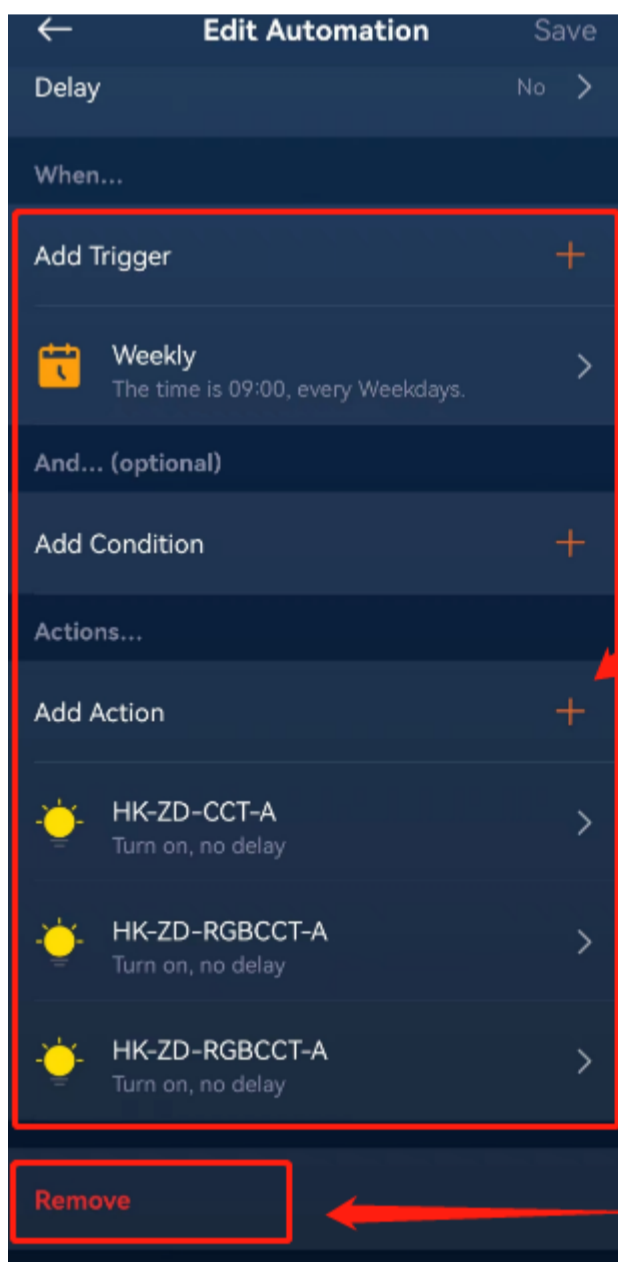 Edit Automation Save
Delay No
When...
Add Trigger
Weekly
The time is 09:00, every Weekdays.
And... (optional)
Add Condition
Actions...
Add Action
HK-ZD-CCT-A
Turn on, no delay
HK-ZD-RGBCCT-A
Turn on, no delay
HK-ZD-RGBCCT-A
Turn on, no delay
Remove